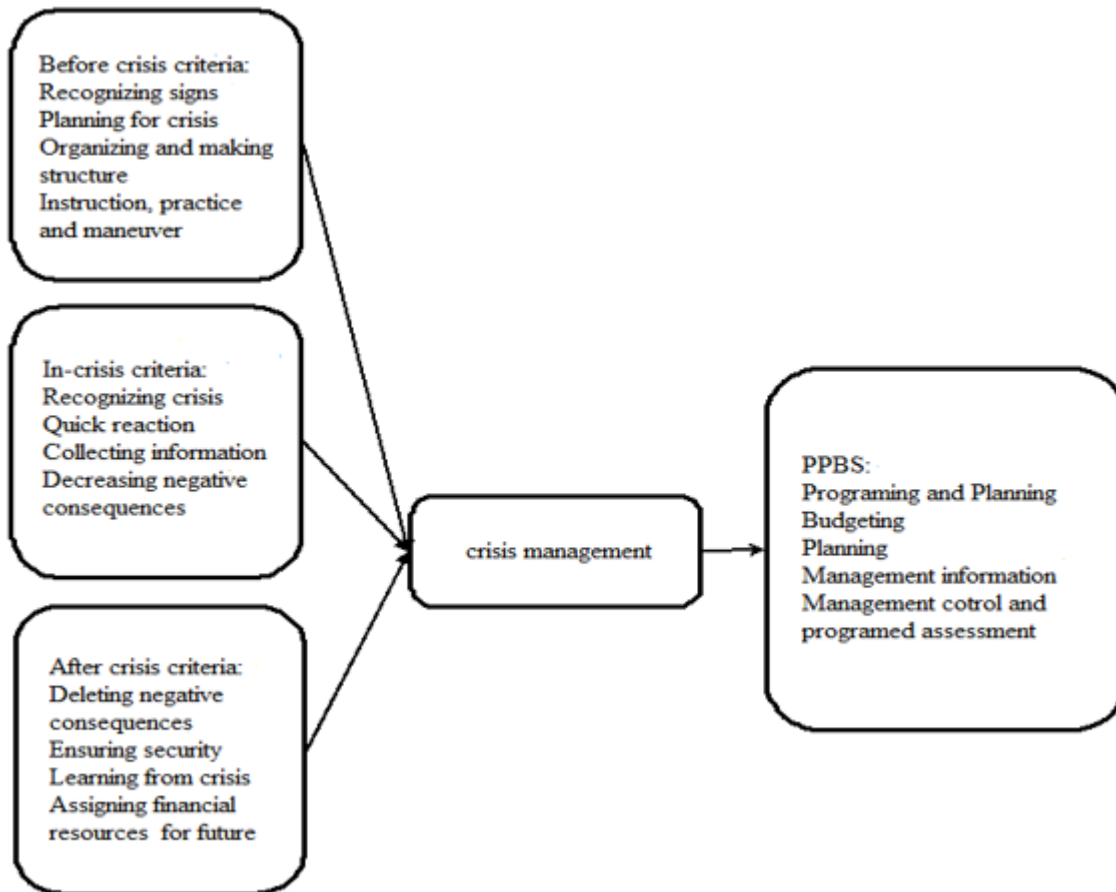 Before crisis criteria:
Recognizing signs
Planning for crisis
Organizing and making
structure
Instruction, practice
and maneuver
In-crisis criteria:
Recognizing crisis
Quick reaction
Collecting information
Decreasing negative
consequences
After crisis criteria:
Deleting negative
consequences
Ensuring security
Learning from crisis
Assigning financial
resources for future
crisis management
PPBS:
Programing and Planning
Budgeting
Planning
Management information
Management cotrol and
programed assessment